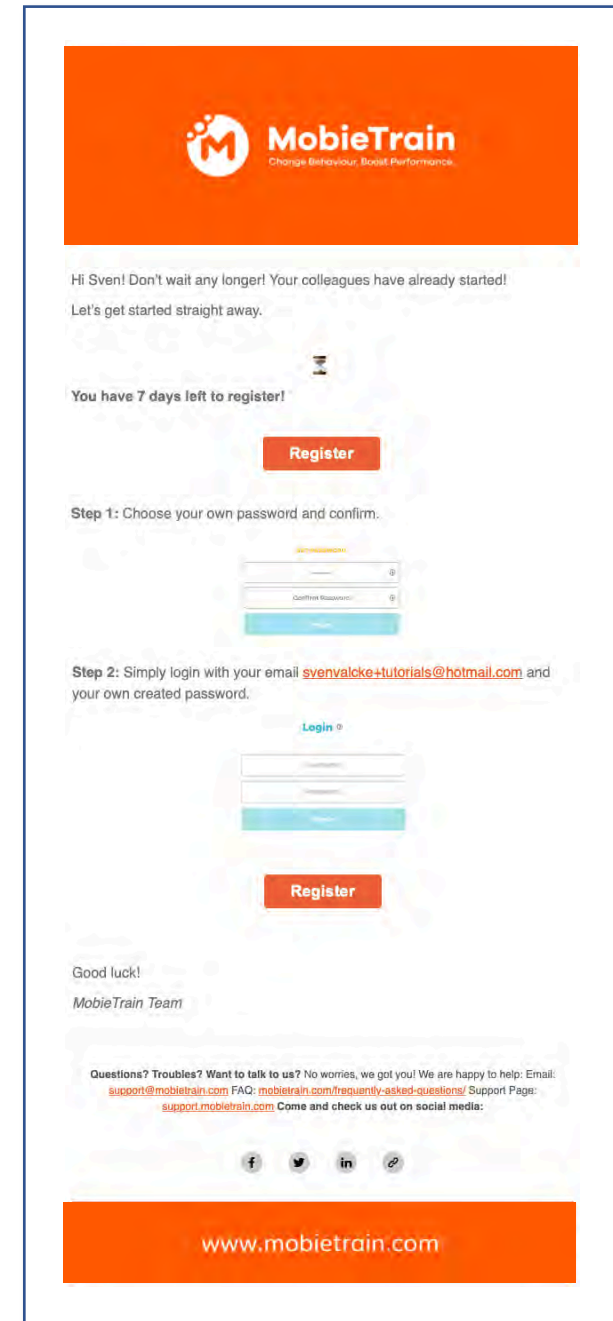 MobieTrain
Change Behaviour, Boost Performance.
Hi Sven! Don't wait any longer! Your colleagues have already started!
Let's get started straight away.
You have 7 days left to register!
Register
Step 1: Choose your own password and confirm.
Confirm Password
Step 2: Simply login with your email svenvalcke+tutorials@hotmail.com and
your own created password.
Login
Register
Good luck!
MobieTrain Team
Questions? Troubles? Want to talk to us? No worries, we got you! We are happy to help: Email:
support@mobietrain.com FAQ: mobietrain.com/frequently-asked-questions/ Support Page:
support.mobietrain.com Come and check us out on social media:
www.mobietrain.com